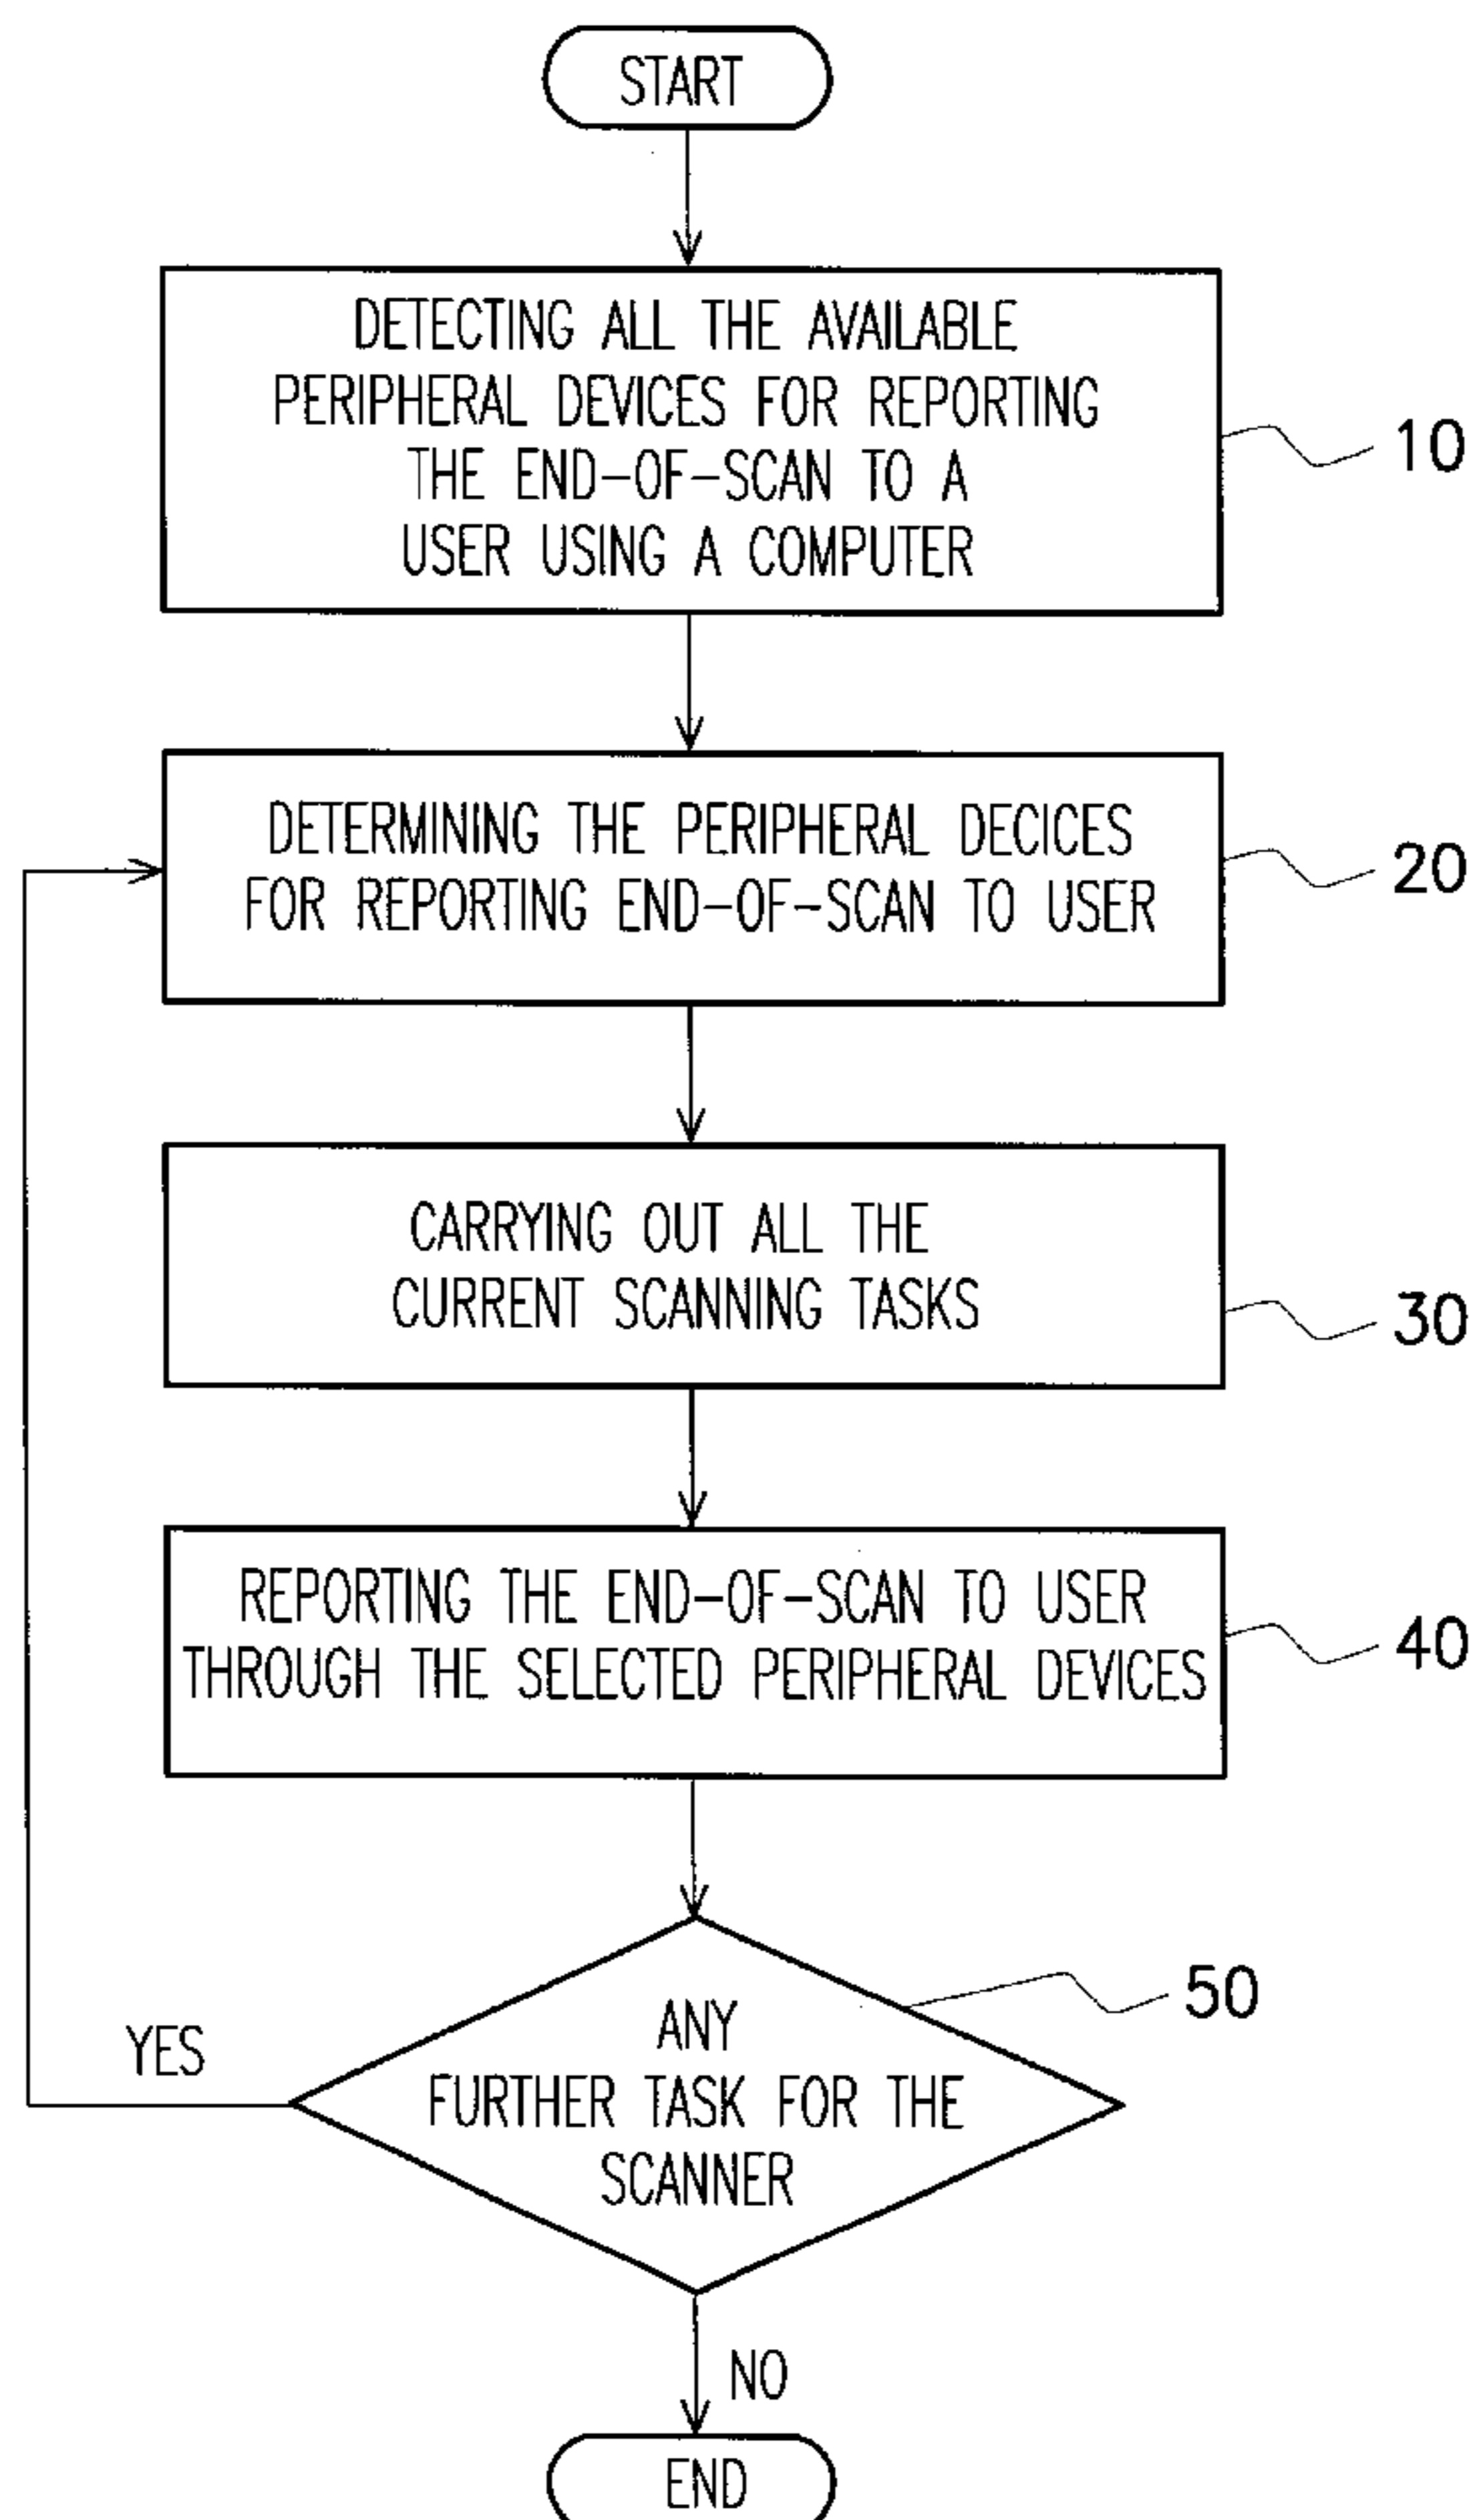 START
DETECTING ALL THE AVAILABLE
PERIPHERAL DEVICES FOR REPORTING
THE END-OF-SCAN TO A
USER USING A COMPUTER
10
DETERMINING THE PERIPHERAL DECICES
FOR REPORTING END-OF-SCAN TO USER
20
CARRYING OUT ALL THE
CURRENT SCANNING TASKS
30
REPORTING THE END-OF-SCAN TO USER
THROUGH THE SELECTED PERIPHERAL DEVICES
40
50
ANY
FURTHER TASK FOR THE
SCANNER
YES
NO
END